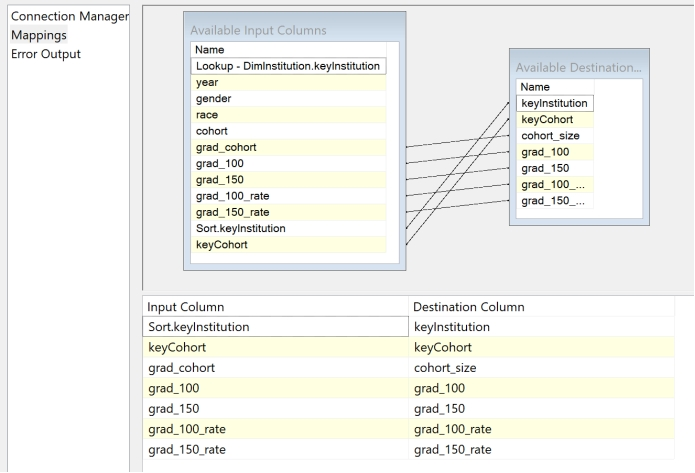 Connection Manager
Mappings
Error Output
Available Input Columns
Name
Lookup - DimInstitution.keyInstitution
year
gender
race
cohort
grad_cohort
grad_100
grad_150
grad_100_rate
grad_150_rate
Sort.keyInstitution
keyCohort
Available Destination...
Name
keyInstitution
keyCohort
cohort_size
grad_100
grad_150
grad_100_...
grad_150_...
Input Column Destination Column
Sort.keyInstitution keyInstitution
keyCohort keyCohort
grad_cohort cohort_size
grad_100 grad_100
grad_150 grad_150
grad_100_rate grad_100_rate
grad_150_rate grad_150_rate